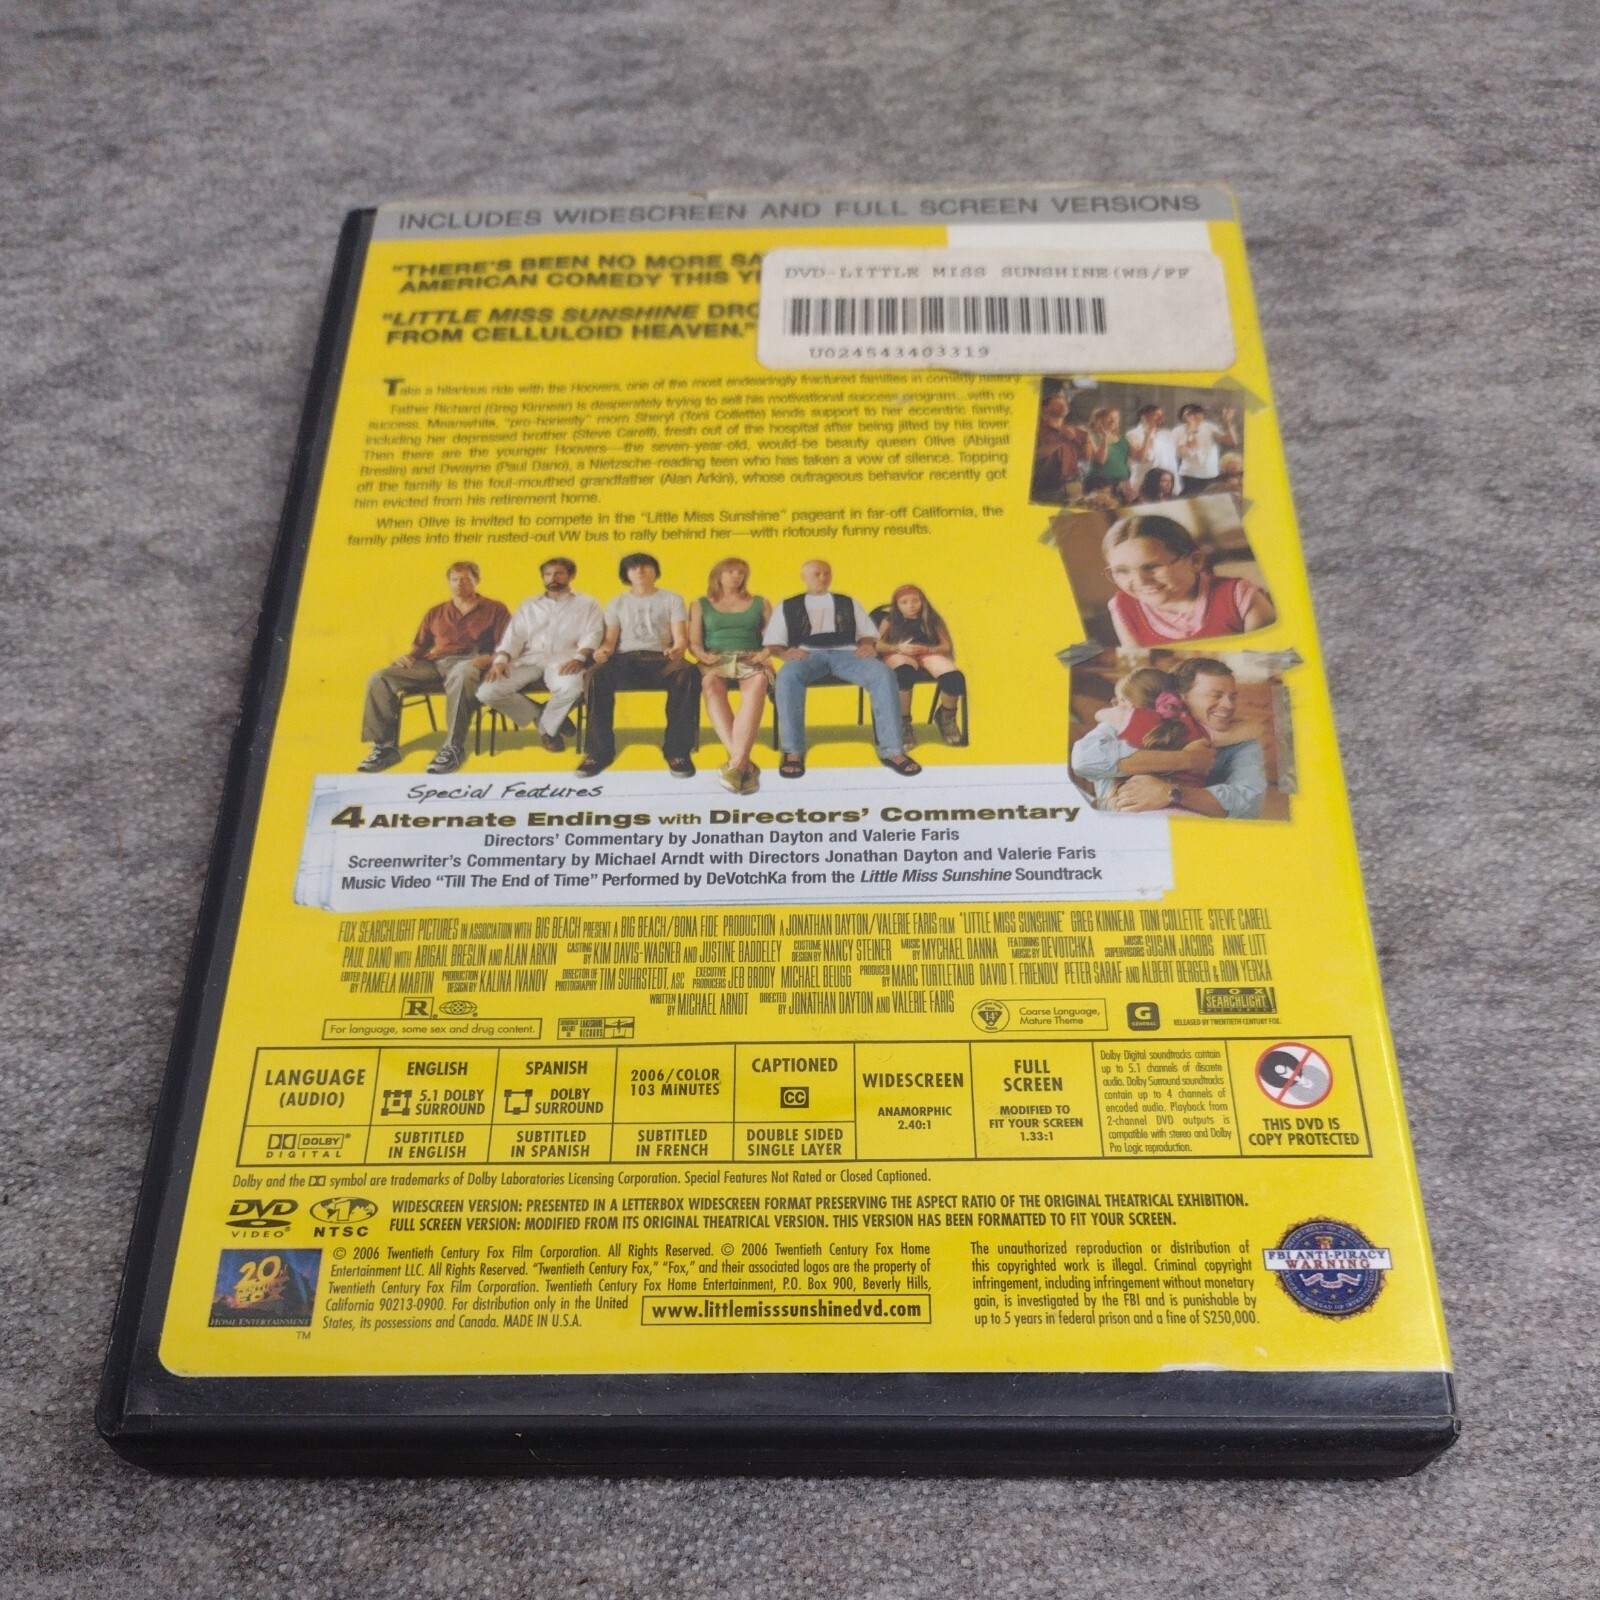 INCLUDES WIDESCREEN AND FULL SCREEN VERSIONS
"THERE'S BEEN NO MORE SA
AMERICAN COMEDY THIS Y
"LITTLE MISS SUNSHINE DRO
FROM CELLULOID HEAVEN."
DVD-LITTLE MISS SUNSHINE(WS/FF
U024543403319
Take a hilarious ride with the Hoovers, one of the most endearingly fractured families in comedy history.
Father Richard (Greg Kinnear) is desperately trying to sell his motivational success program...with no
success. Meanwhile, "pro-honesty" mom Sheryl (Toni Collette) lends support to her eccentric family,
including her depressed brother (Steve Carell), fresh out of the hospital after being jilted by his lover.
Then there are the younger Hoovers—the seven-year-old, would-be beauty queen Olive (Abigail
Breslin) and Dwayne (Paul Dano), a Nietzsche-reading teen who has taken a vow of silence. Topping
off the family is the foul-mouthed grandfather (Alan Arkin), whose outrageous behavior recently got
him evicted from his retirement home.
When Olive is invited to compete in the "Little Miss Sunshine" pageant in far-off California, the
family piles into their rusted-out VW bus to rally behind her—with riotously funny results.
Special Features
4 Alternate Endings with Directors' Commentary
Directors' Commentary by Jonathan Dayton and Valerie Faris
Screenwriter's Commentary by Michael Arndt with Directors Jonathan Dayton and Valerie Faris
Music Video "Till The End of Time" Performed by DeVotchKa from the Little Miss Sunshine Soundtrack
FOX SEARCHLIGHT PICTURES IN ASSOCIATION WITH BIG BEACH PRESENT A BIG BEACH/BONA FIDE PRODUCTION A JONATHAN DAYTON/VALERIE FARIS FILM "LITTLE MISS SUNSHINE" GREG KINNEAR TONI COLLETTE STEVE CARELL
PAUL DANO WITH ABIGAIL BRESLIN AND ALAN ARKIN CASTING BY KIM DAVIS-WAGNER AND JUSTINE BADDELEY COSTUME DESIGN BY NANCY STEINER MUSIC BY MYCHAEL DANNA FEATURING MUSIC BY DEVOTCHKA MUSIC SUPERVISORS SUSAN JACOBS ANNE LITT
EDITED BY PAMELA MARTIN PRODUCTION DESIGN BY KALINA IVANOV DIRECTOR OF PHOTOGRAPHY TIM SUHRSTEDT, ASC EXECUTIVE PRODUCERS JEB BRODY MICHAEL BEUGG PRODUCED BY MARC TURTLETAUB DAVID T. FRIENDLY PETER SARAF AND ALBERT BERGER & RON YERXA
WRITTEN BY MICHAEL ARNDT DIRECTED BY JONATHAN DAYTON AND VALERIE FARIS
R
For language, some sex and drug content.
LAKESHORE RECORDS
14
Coarse Language,
Mature Theme
G
GENERAL
FOX
SEARCHLIGHT
PICTURES
RELEASED BY TWENTIETH CENTURY FOX.
LANGUAGE
(AUDIO)
ENGLISH
5.1 DOLBY
SURROUND
SPANISH
DOLBY
SURROUND
2006/COLOR
103 MINUTES
CAPTIONED
CC
WIDESCREEN
ANAMORPHIC
2.40:1
FULL
SCREEN
MODIFIED TO
FIT YOUR SCREEN
1.33:1
Dolby Digital soundtracks contain
up to 5.1 channels of discrete
audio. Dolby Surround soundtracks
contain up to 4 channels of
encoded audio. Playback from
2-channel DVD outputs is
compatible with stereo and Dolby
Pro Logic reproduction.
THIS DVD IS
COPY PROTECTED
DOLBY
DIGITAL
SUBTITLED
IN ENGLISH
SUBTITLED
IN SPANISH
SUBTITLED
IN FRENCH
DOUBLE SIDED
SINGLE LAYER
Dolby and the DD symbol are trademarks of Dolby Laboratories Licensing Corporation. Special Features Not Rated or Closed Captioned.
DVD
VIDEO
1
NTSC
WIDESCREEN VERSION: PRESENTED IN A LETTERBOX WIDESCREEN FORMAT PRESERVING THE ASPECT RATIO OF THE ORIGINAL THEATRICAL EXHIBITION.
FULL SCREEN VERSION: MODIFIED FROM ITS ORIGINAL THEATRICAL VERSION. THIS VERSION HAS BEEN FORMATTED TO FIT YOUR SCREEN.
20th CENTURY FOX
HOME ENTERTAINMENT
TM
© 2006 Twentieth Century Fox Film Corporation. All Rights Reserved. © 2006 Twentieth Century Fox Home
Entertainment LLC. All Rights Reserved. "Twentieth Century Fox," "Fox," and their associated logos are the property of
Twentieth Century Fox Film Corporation. Twentieth Century Fox Home Entertainment, P.O. Box 900, Beverly Hills,
California 90213-0900. For distribution only in the United
States, its possessions and Canada. MADE IN U.S.A.
www.littlemisssunshinedvd.com
The unauthorized reproduction or distribution of
this copyrighted work is illegal. Criminal copyright
infringement, including infringement without monetary
gain, is investigated by the FBI and is punishable by
up to 5 years in federal prison and a fine of $250,000.
FBI ANTI-PIRACY
WARNING